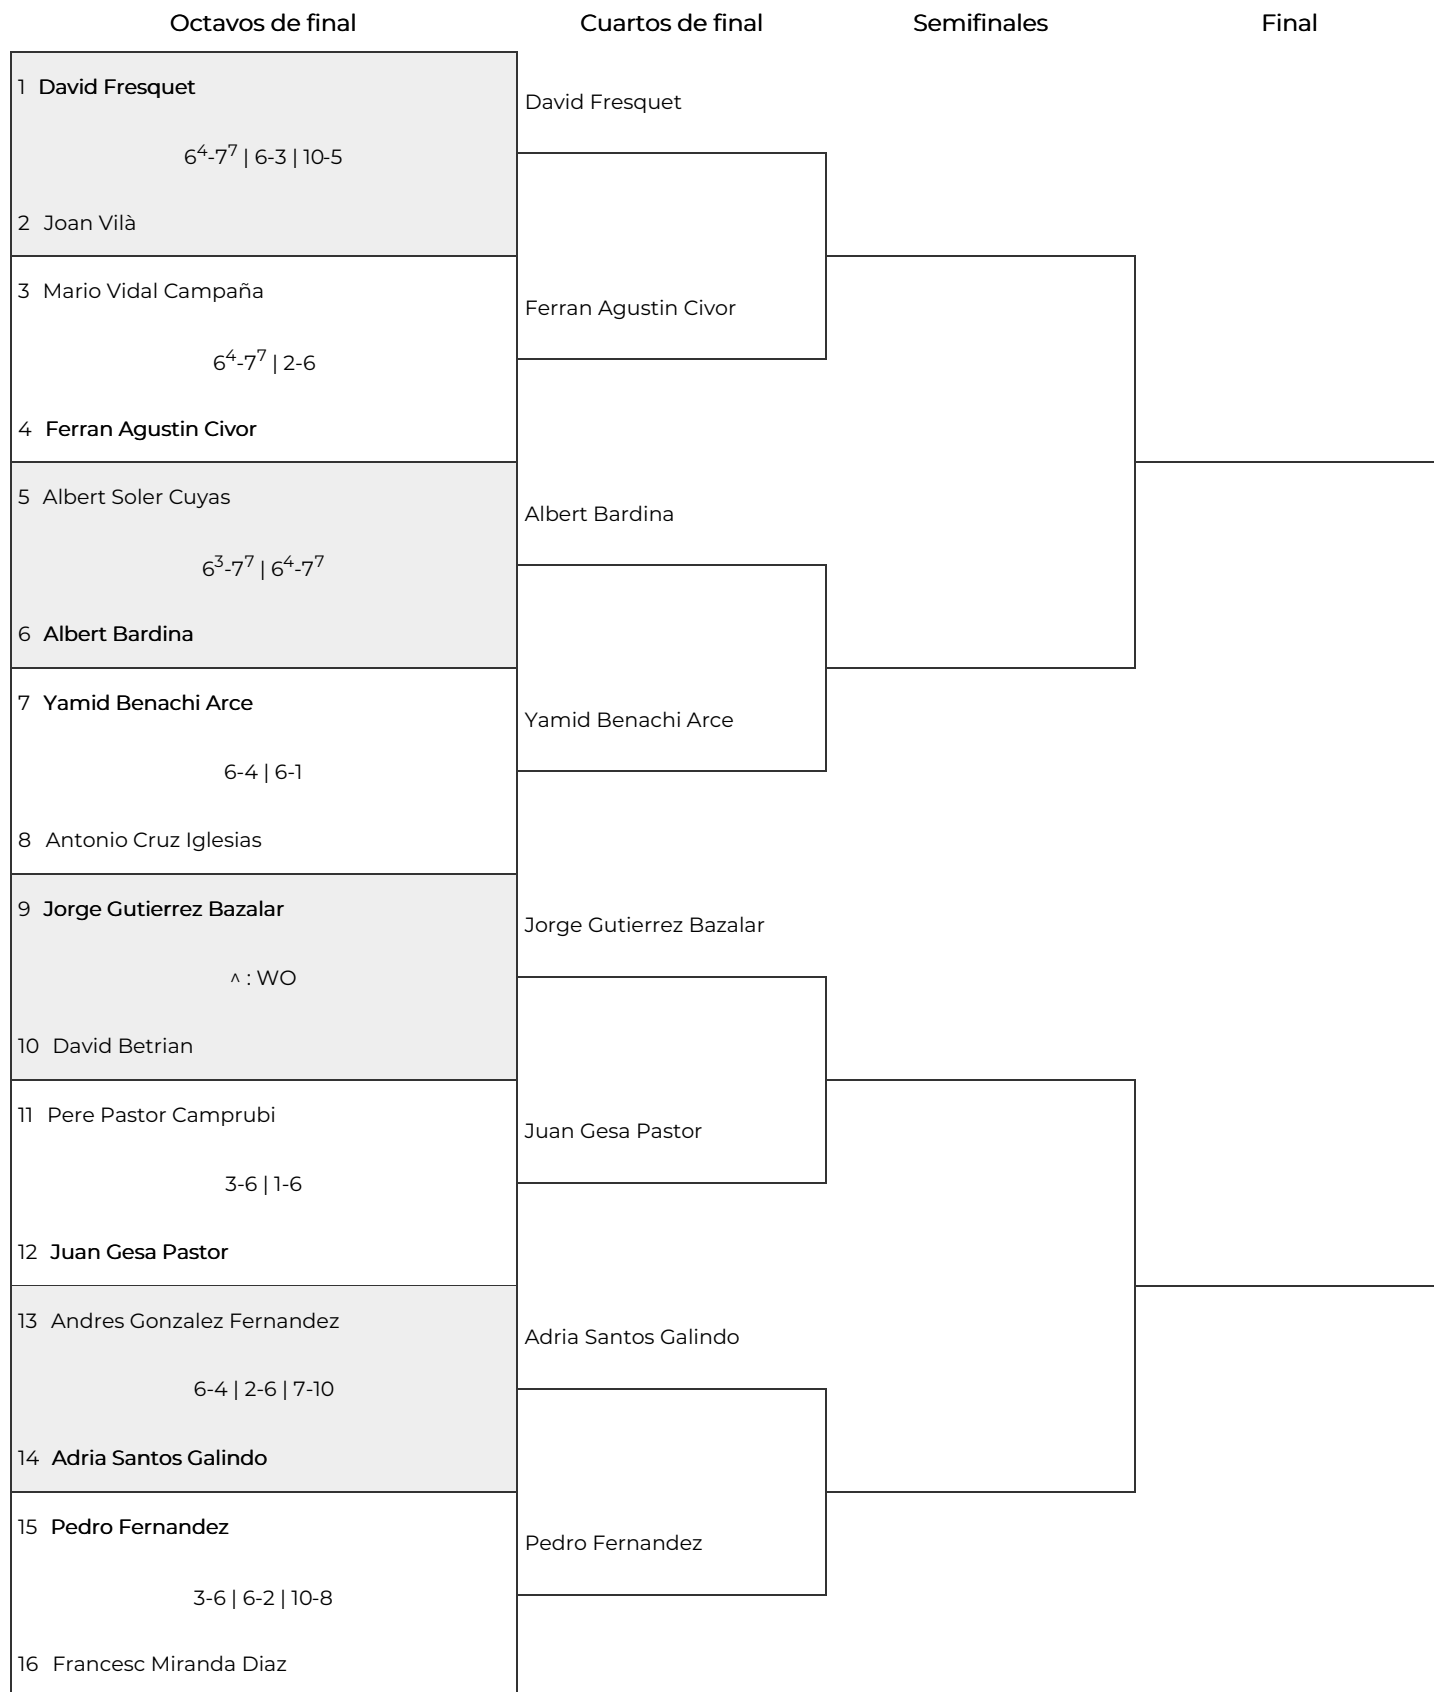 Octavos de final Cuartos de final Semifinales Final
1 David Fresquet
David Fresquet
6⁴-7⁷ | 6-3 | 10-5
2 Joan Vilà
3 Mario Vidal Campaña
Ferran Agustin Civor
6⁴-7⁷ | 2-6
4 Ferran Agustin Civor
5 Albert Soler Cuyas
Albert Bardina
6³-7⁷ | 6⁴-7⁷
6 Albert Bardina
7 Yamid Benachi Arce
Yamid Benachi Arce
6-4 | 6-1
8 Antonio Cruz Iglesias
9 Jorge Gutierrez Bazalar
Jorge Gutierrez Bazalar
^ : WO
10 David Betrian
11 Pere Pastor Camprubi
Juan Gesa Pastor
3-6 | 1-6
12 Juan Gesa Pastor
13 Andres Gonzalez Fernandez
Adria Santos Galindo
6-4 | 2-6 | 7-10
14 Adria Santos Galindo
15 Pedro Fernandez
Pedro Fernandez
3-6 | 6-2 | 10-8
16 Francesc Miranda Diaz